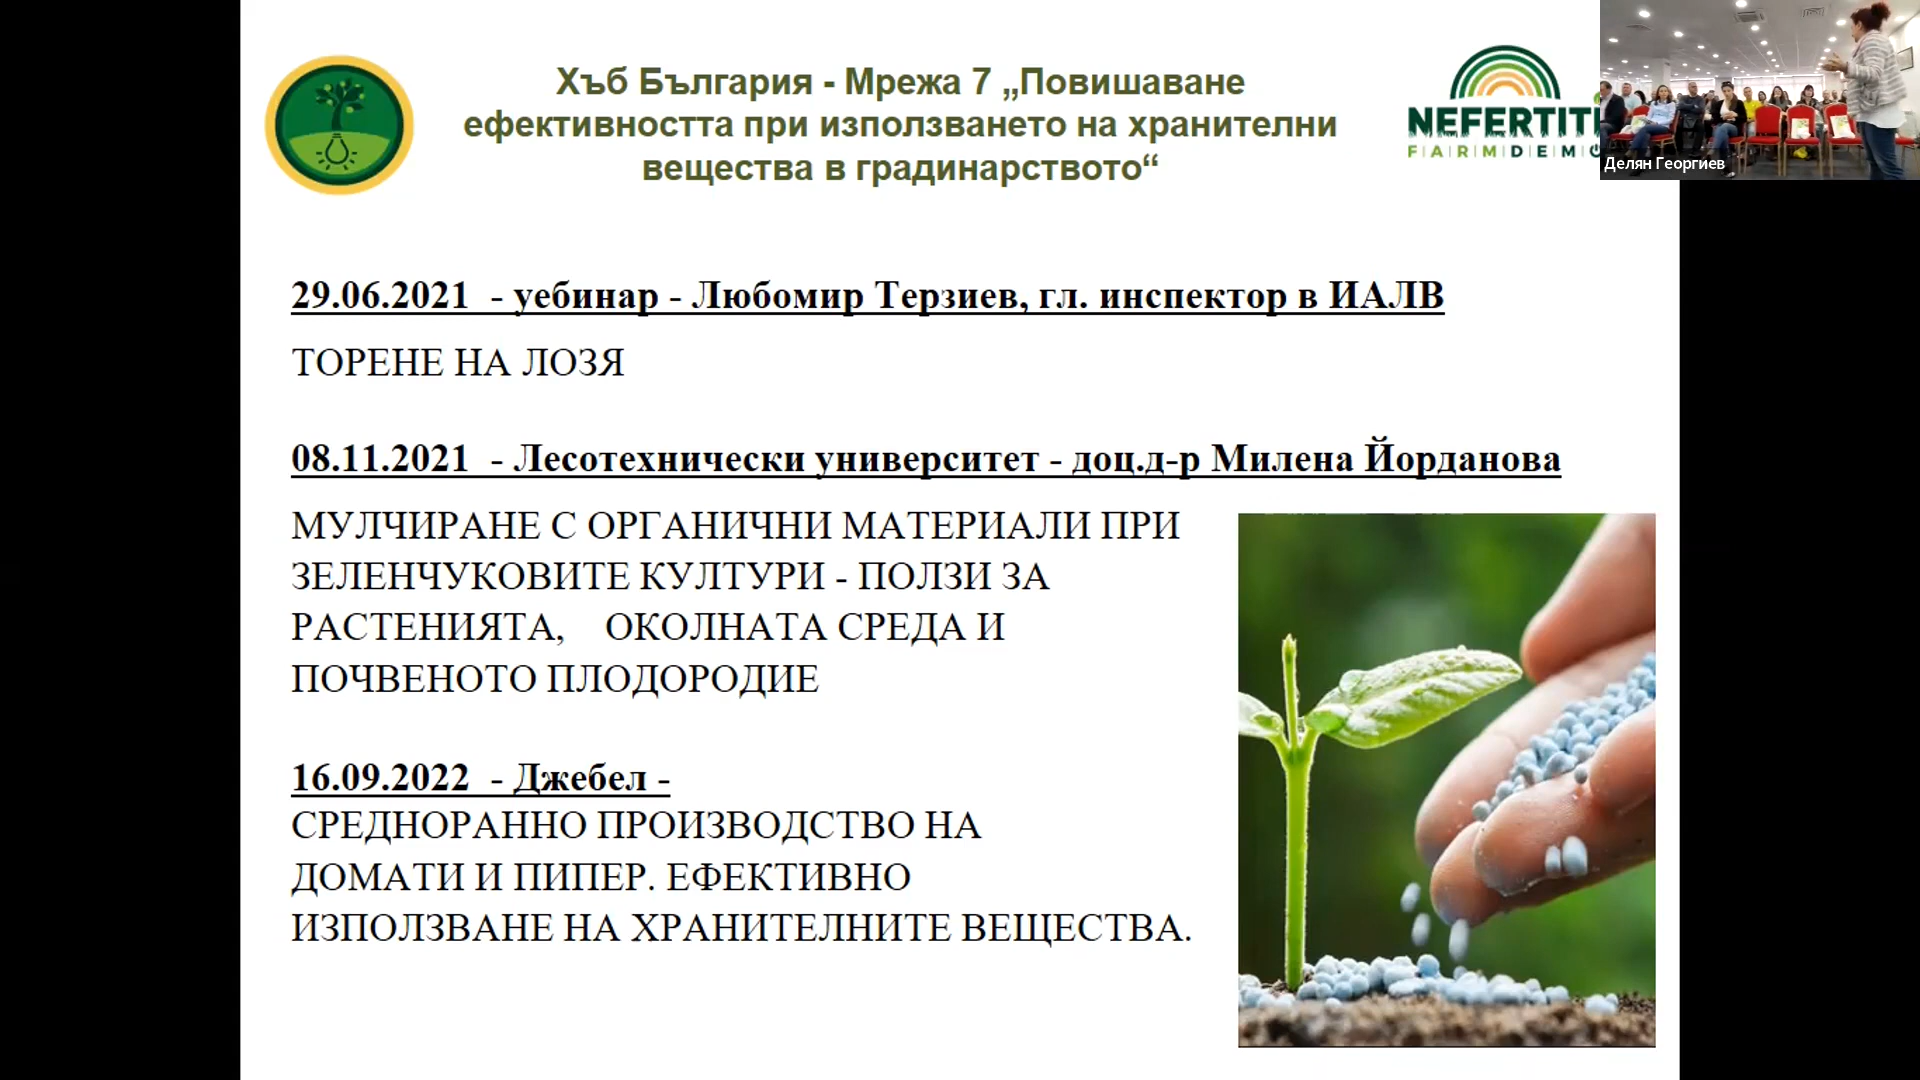 Хъб България - Мрежа 7 „Повишаване
ефективността при използването на хранителни
вещества в градинарството“
NEFERTITI
FARMDEMO
Делян Георгиев
29.06.2021 - уебинар - Любомир Терзиев, гл. инспектор в ИАЛВ
ТОРЕНЕ НА ЛОЗЯ
08.11.2021 - Лесотехнически университет - доц.д-р Милена Йорданова
МУЛЧИРАНЕ С ОРГАНИЧНИ МАТЕРИАЛИ ПРИ
ЗЕЛЕНЧУКОВИТЕ КУЛТУРИ - ПОЛЗИ ЗА
РАСТЕНИЯТА, ОКОЛНАТА СРЕДА И
ПОЧВЕНОТО ПЛОДОРОДИЕ
16.09.2022 - Джебел -
СРЕДНОРАННО ПРОИЗВОДСТВО НА
ДОМАТИ И ПИПЕР. ЕФЕКТИВНО
ИЗПОЛЗВАНЕ НА ХРАНИТЕЛНИТЕ ВЕЩЕСТВА.